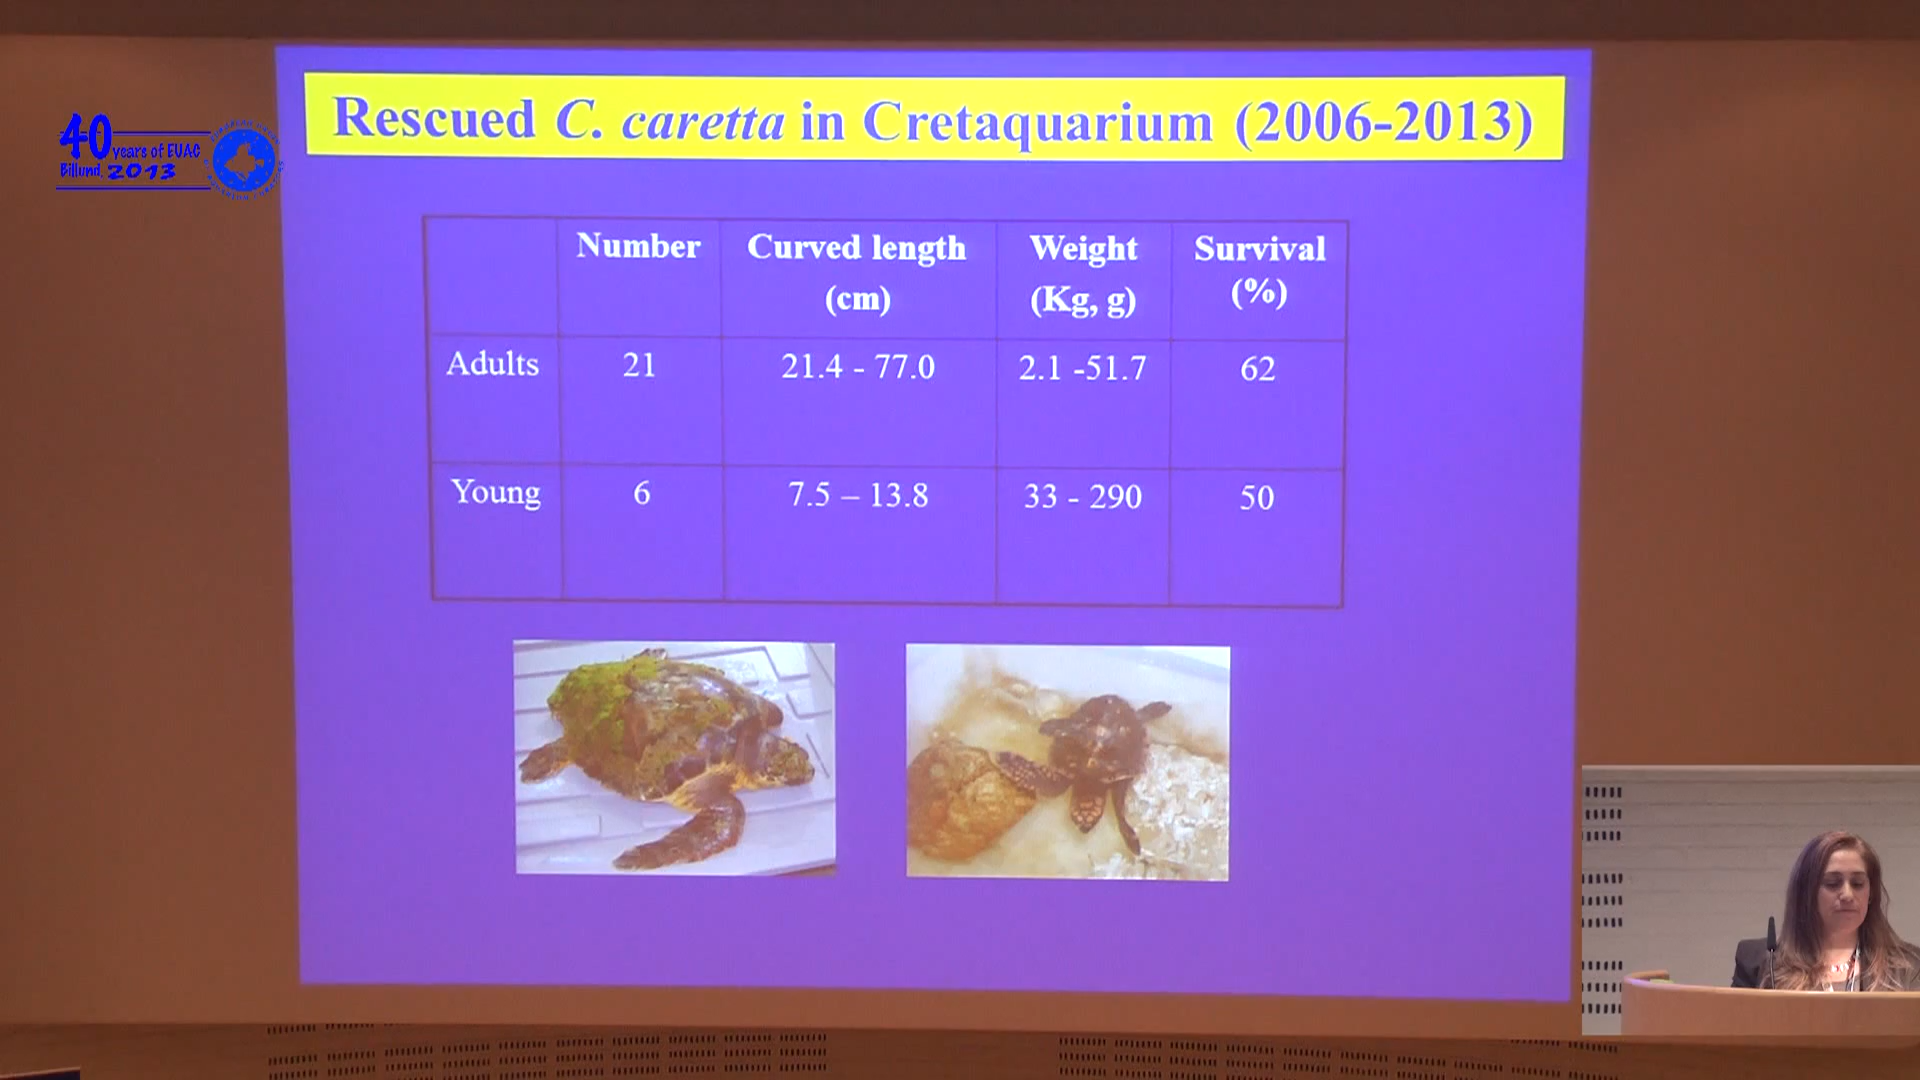 Rescued C. caretta in Cretaquarium (2006-2013)
40 years of EUAC
Billund, 2013
Number Curved length (cm) Weight (Kg, g) Survival (%)
Adults 21 21.4 - 77.0 2.1 -51.7 62
Young 6 7.5 – 13.8 33 - 290 50